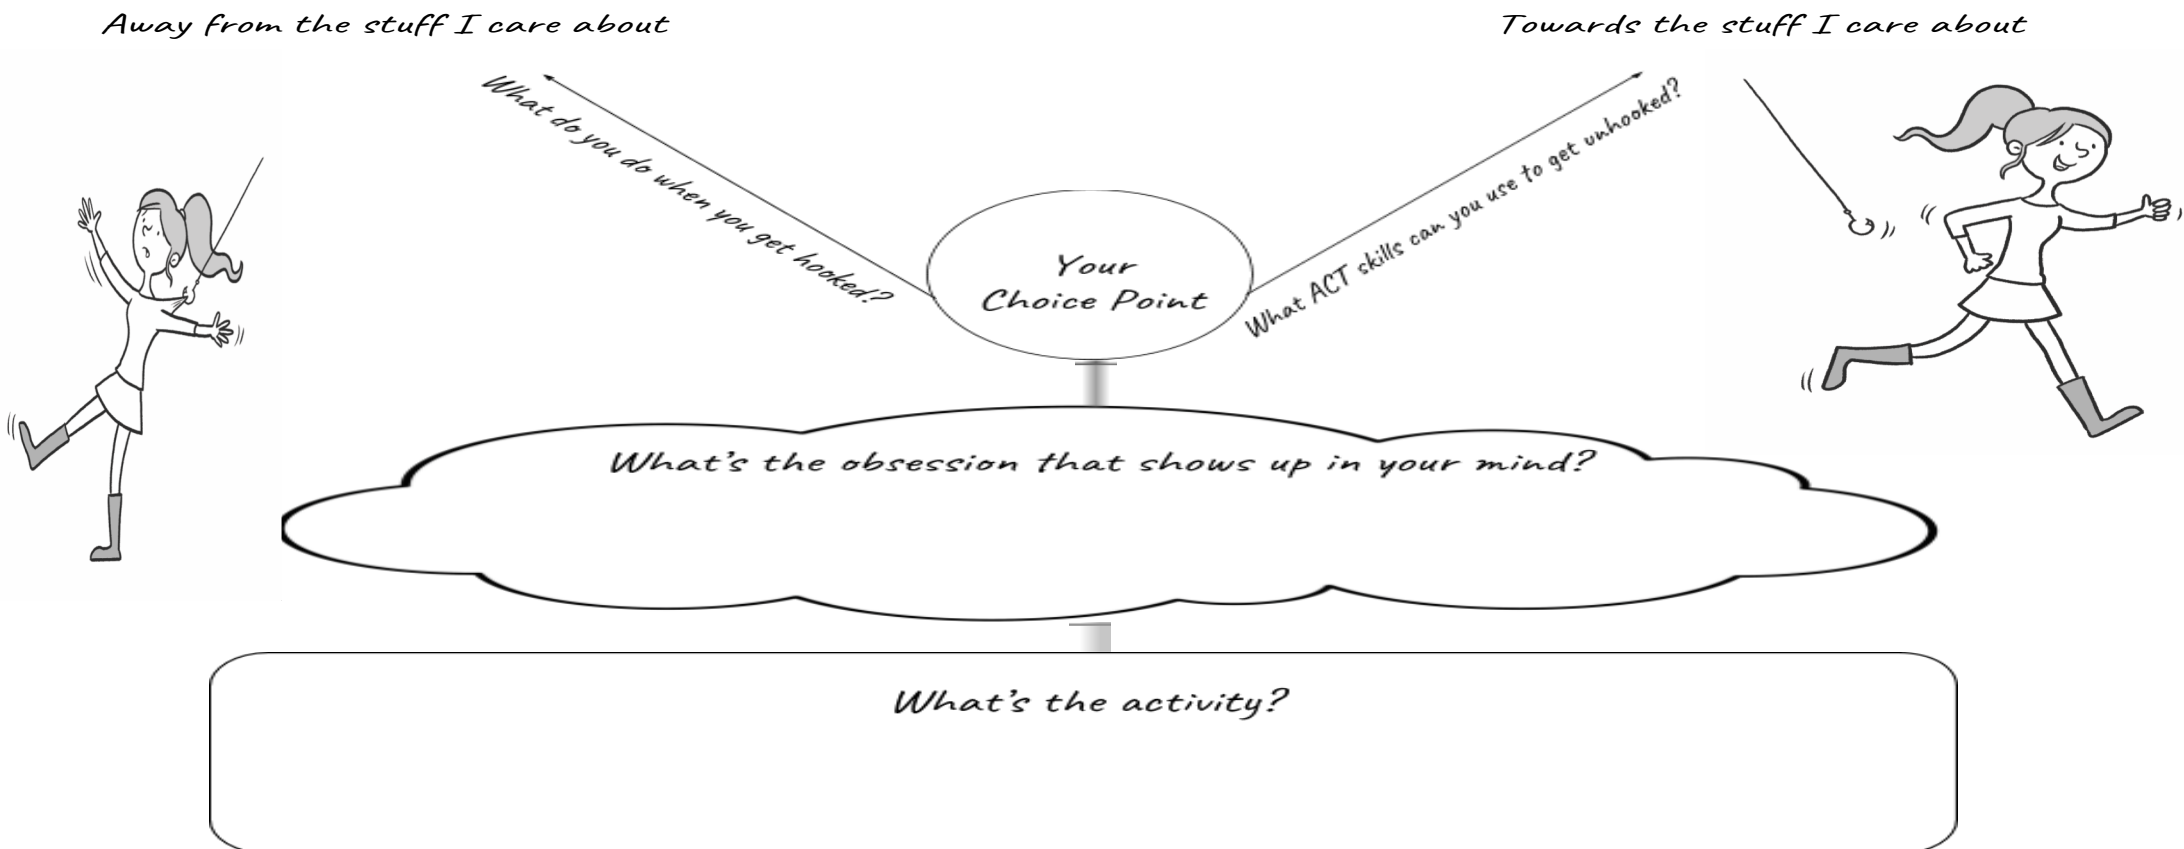 Away from the stuff I care about
Towards the stuff I care about
What do you do when you get hooked?
What ACT skills can you use to get unhooked?
Your
Choice Point
What's the obsession that shows up in your mind?
What's the activity?